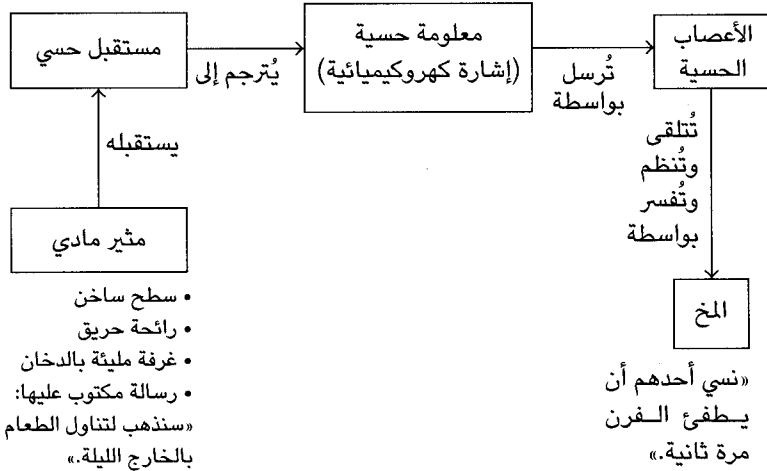 مثير مادي
• سطح ساخن
• رائحة حريق
• غرفة مليئة بالدخان
• رسالة مكتوب عليها:
«سنذهب لتناول الطعام
بالخارج الليلة.»
يستقبله
مستقبل حسي
يُترجم إلى
معلومة حسية
(إشارة كهروكيميائية)
تُرسل
بواسطة
الأعصاب
الحسية
تُتلقى
وتُنظم
وتُفسر
بواسطة
المخ
«نسي أحدهم أن
يـطفئ الـفرن
مرة ثانية.»